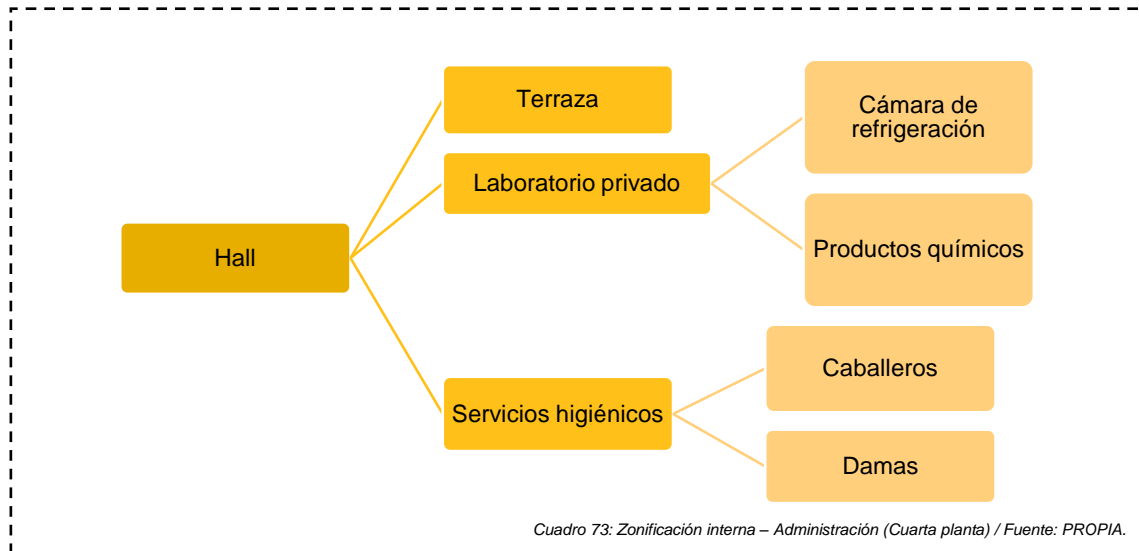 Hall
Terraza
Laboratorio privado
Cámara de
refrigeración
Productos químicos
Servicios higiénicos
Caballeros
Damas
Cuadro 73: Zonificación interna – Administración (Cuarta planta) / Fuente: PROPIA.